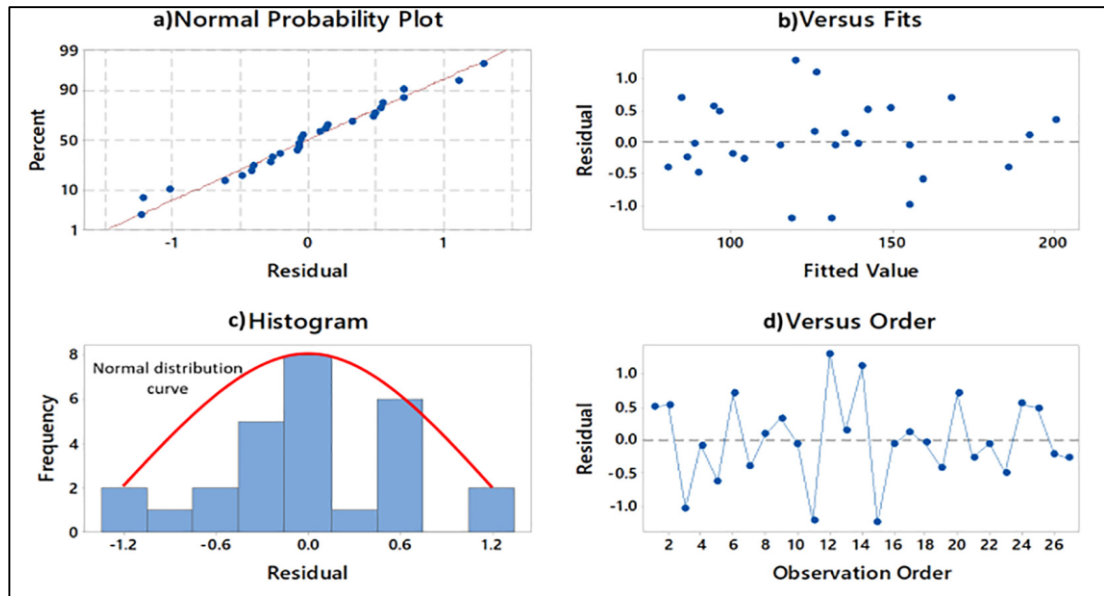 a)Normal Probability Plot
99
90
50
10
1
Percent
-1
0
1
Residual
b)Versus Fits
1.0
0.5
0.0
-0.5
-1.0
Residual
100
150
200
Fitted Value
c)Histogram
Normal distribution
curve
8
6
4
2
0
Frequency
-1.2
-0.6
0.0
0.6
1.2
Residual
d)Versus Order
1.0
0.5
0.0
-0.5
-1.0
Residual
2 4 6 8 10 12 14 16 18 20 22 24 26
Observation Order